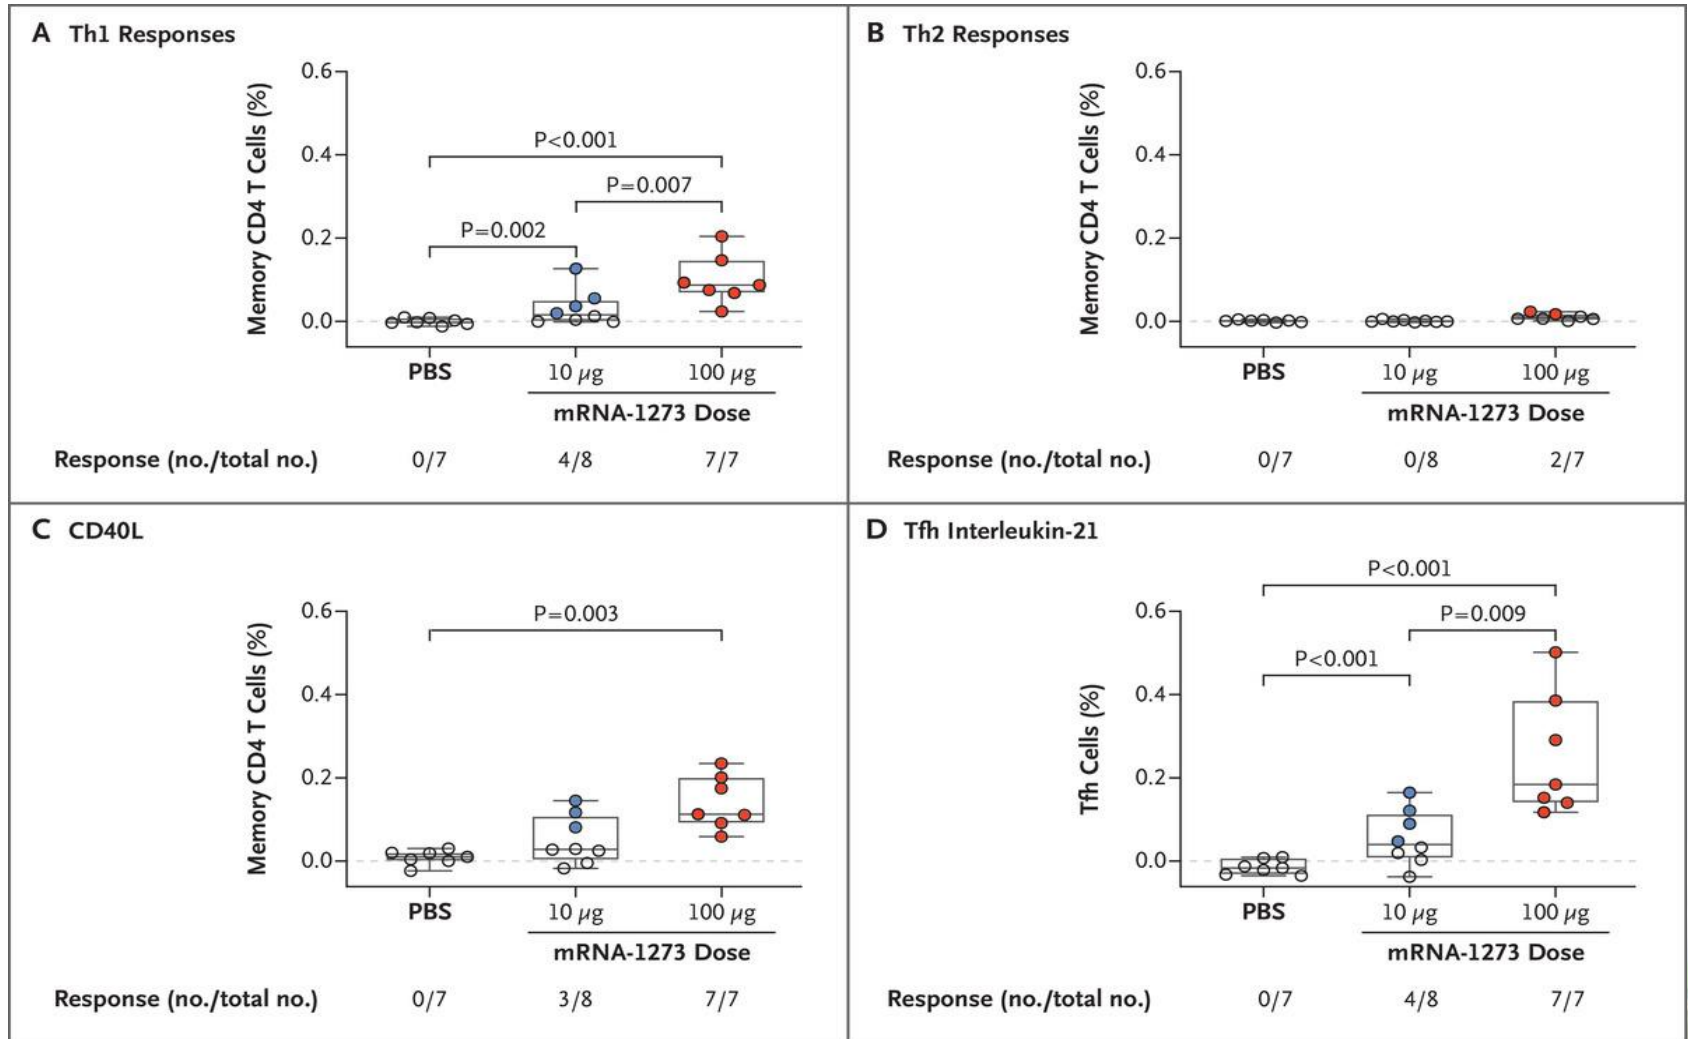 A Th1 Responses
Memory CD4 T Cells (%)
0.6
0.4
0.2
0.0
P<0.001
P=0.007
P=0.002
PBS
10 µg
100 µg
mRNA-1273 Dose
Response (no./total no.) 0/7 4/8 7/7
B Th2 Responses
Memory CD4 T Cells (%)
0.6
0.4
0.2
0.0
PBS
10 µg
100 µg
mRNA-1273 Dose
Response (no./total no.) 0/7 0/8 2/7
C CD40L
Memory CD4 T Cells (%)
0.6
0.4
0.2
0.0
P=0.003
PBS
10 µg
100 µg
mRNA-1273 Dose
Response (no./total no.) 0/7 3/8 7/7
D Tfh Interleukin-21
Tfh Cells (%)
0.6
0.4
0.2
0.0
P<0.001
P=0.009
P<0.001
PBS
10 µg
100 µg
mRNA-1273 Dose
Response (no./total no.) 0/7 4/8 7/7